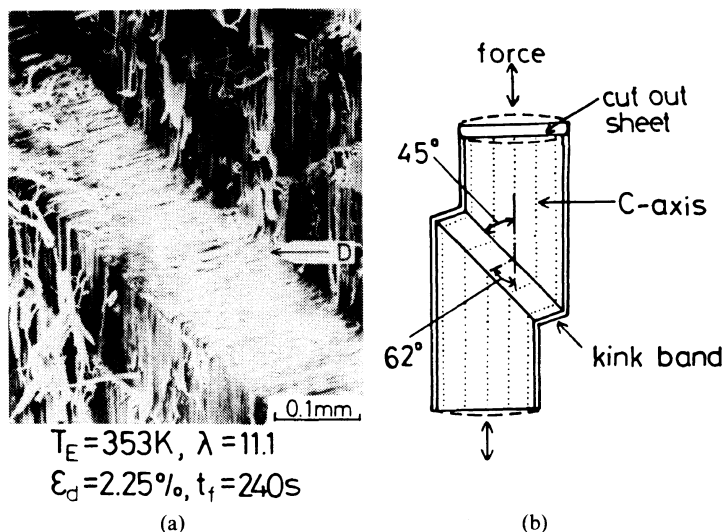 D
0.1mm
T_E=353K, λ=11.1
ε_d=2.25%, t_f=240s
(a)
force
cut out
sheet
45°
C-axis
62°
kink band
(b)